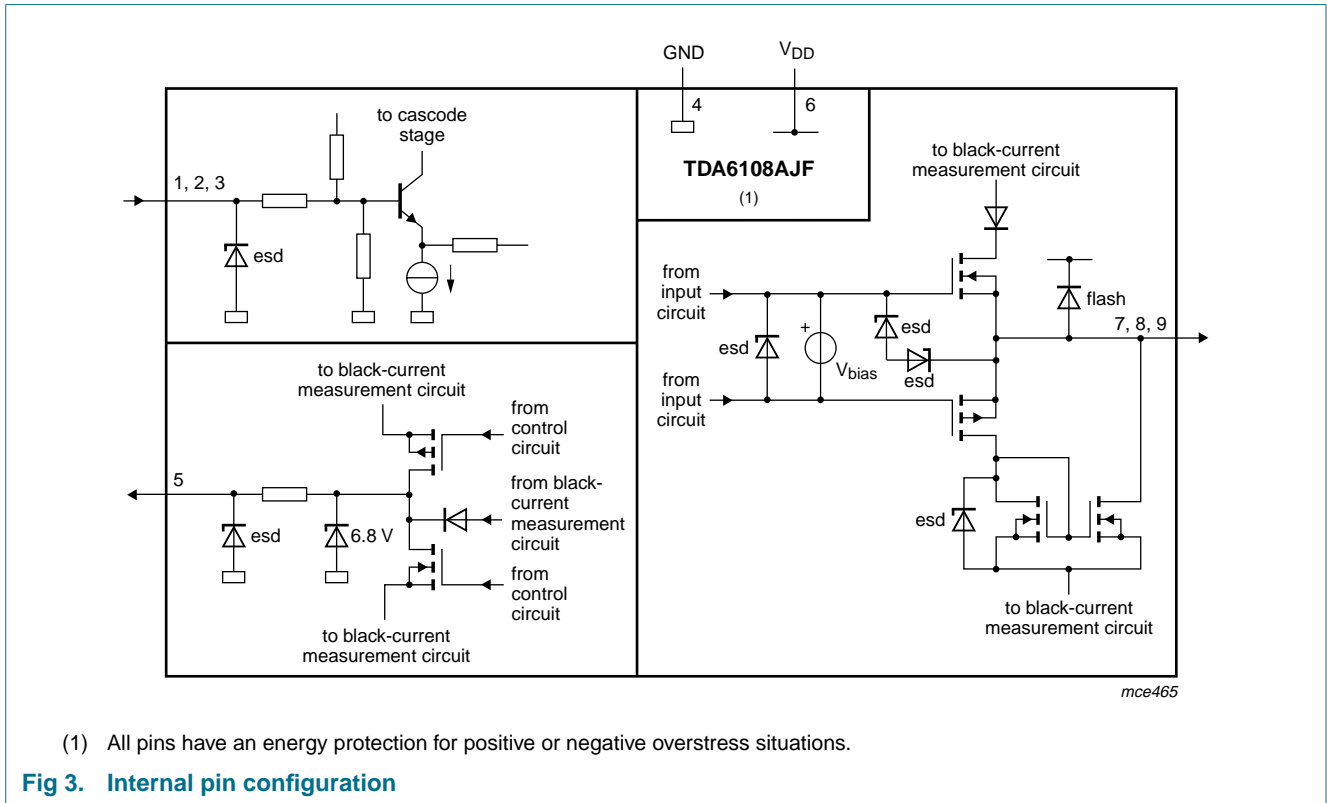 GND
VDD
4
6
TDA6108AJF
(1)
to cascode
stage
1, 2, 3
esd
to black-current
measurement circuit
from
input
circuit
esd
+
Vbias
esd
esd
flash
7, 8, 9
from
input
circuit
esd
to black-current
measurement circuit
to black-current
measurement circuit
from
control
circuit
5
from black-
current
measurement
circuit
esd
6.8 V
from
control
circuit
to black-current
measurement circuit
mce465
(1) All pins have an energy protection for positive or negative overstress situations.
Fig 3. Internal pin configuration